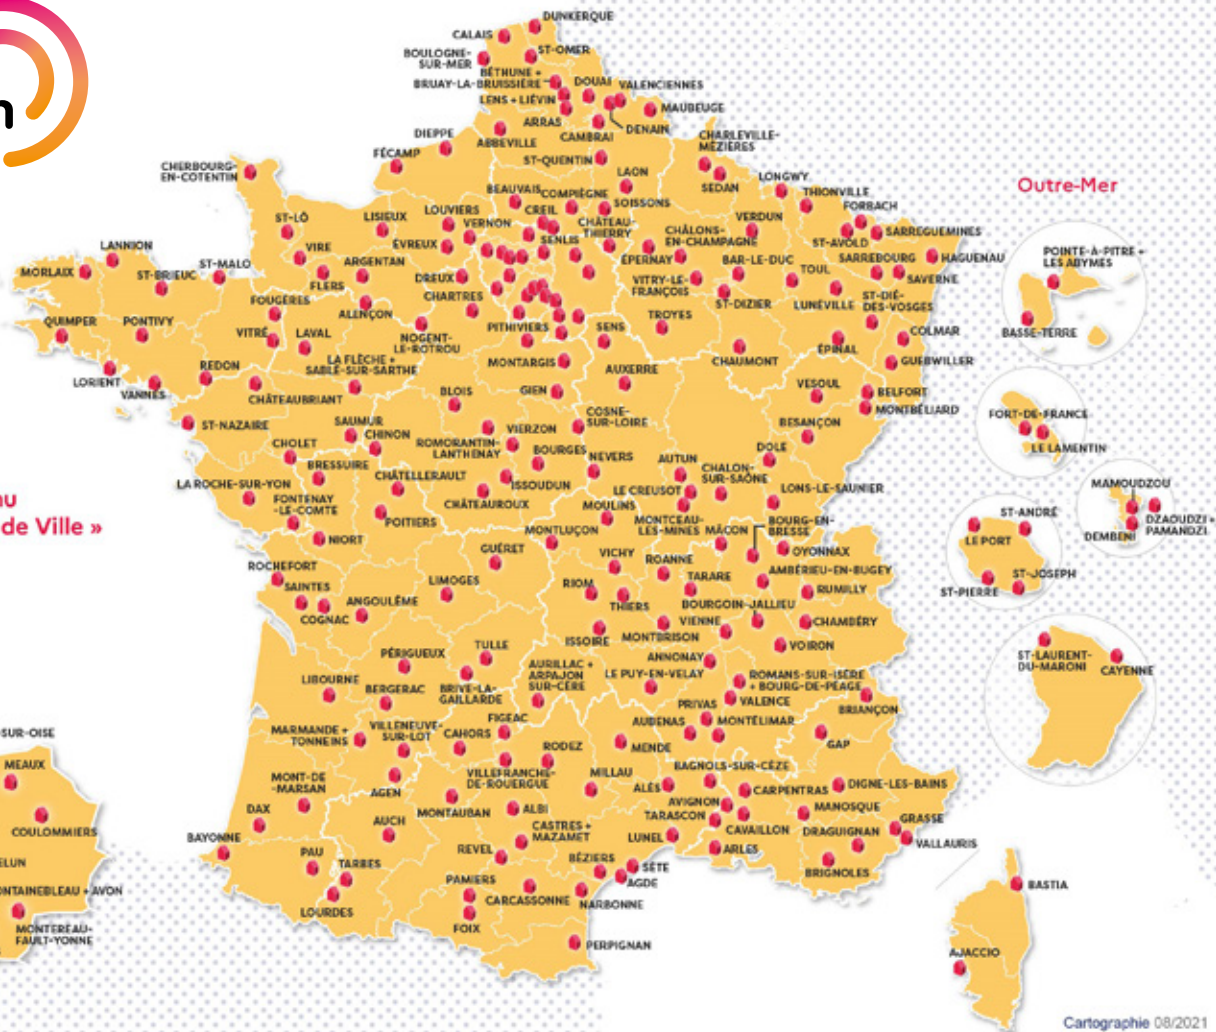 n
DUNKERQUE
CALAIS
BOULOGNE-
SUR-MER
ST-OMER
BÉTHUNE +
BRUAY-LA-BRUISSIÈRE
DOUAI
VALENCIENNES
LENS + LIÉVIN
MAUBEUGE
ARRAS
CAMBRAI
DENAIN
DIEPPE
ABBEVILLE
CHARLEVILLE-
MÉZIÈRES
FÉCAMP
ST-QUENTIN
CHERBOURG-
EN-COTENTIN
LAON
SEDAN
LONGWY
Outre-Mer
BEAUVAIS
COMPIÈGNE
THIONVILLE
SOISSONS
FORBACH
ST-LÔ
LISIEUX
LOUVIERS
VERNON
CREIL
CHÂTEAU-
THIERRY
VERDUN
CHÂLONS-
EN-CHAMPAGNE
SARREGUEMINES
LANNION
VIRE
ÉVREUX
SENLIS
ST-AVOLD
ÉPERNAY
BAR-LE-DUC
SARREBOURG
HAGUENAU
POINTE-À-PITRE +
LES ABYMES
MORLAIX
ST-BRIEUC
ST-MALO
ARGENTAN
FLERS
DREUX
VITRY-LE-
FRANÇOIS
TOUL
SAVERNE
FOUGÈRES
ALENÇON
CHARTRES
ST-DIZIER
LUNÉVILLE
ST-DIÉ-
DES-VOSGES
QUIMPER
PONTIVY
VITRÉ
LAVAL
NOGENT-
LE-ROTROU
PITHIVIERS
SENS
TROYES
COLMAR
BASSE-TERRE
ÉPINAL
REDON
LA FLÈCHE +
SABLÉ-SUR-SARTHE
MONTARGIS
CHAUMONT
GUEBWILLER
LORIENT
VANNES
CHÂTEAUBRIANT
BLOIS
GIEN
AUXERRE
VESOUL
BELFORT
MONTBÉLIARD
FORT-DE-FRANCE
LE LAMENTIN
ST-NAZAIRE
SAUMUR
CHINON
COSNE-
SUR-LOIRE
BESANÇON
CHOLET
ROMORANTIN-
LANTHENAY
VIERZON
BOURGES
NEVERS
AUTUN
DOLE
BRESSUIRE
CHÂTELLERAULT
ISSOUDUN
CHALON-
SUR-SAÔNE
LA ROCHE-SUR-YON
FONTENAY
-LE-COMTE
CHÂTEAUROUX
LE CREUSOT
LONS-LE-SAUNIER
MAMOUDZOU
au
de Ville »
MOULINS
POITIERS
MONTCEAU-
LES-MINES
MÂCON
BOURG-EN-
BRESSE
ST-ANDRÉ
DZAOUDZI +
PAMANDZI
DEMBENI
NIORT
MONTLUÇON
LE PORT
GUÉRET
VICHY
ROANNE
OYONNAX
ROCHEFORT
AMBÉRIEU-EN-BUGEY
ST-JOSEPH
SAINTES
LIMOGES
RIOM
TARARE
RUMILLY
ST-PIERRE
COGNAC
ANGOULÊME
THIERS
BOURGOIN-JALLIEU
VIENNE
CHAMBÉRY
ISSOIRE
MONTBRISON
VOIRON
PÉRIGUEUX
TULLE
ANNONAY
ST-LAURENT-
DU-MARONI
CAYENNE
LIBOURNE
AURILLAC +
ARPAJON
SUR-CÈRE
LE PUY-EN-VELAY
ROMANS-SUR-ISÈRE
+ BOURG-DE-PÉAGE
BERGERAC
BRIVE-LA-
GAILLARDE
PRIVAS
VALENCE
BRIANÇON
FIGEAC
AUBENAS
MONTÉLIMAR
MARMANDE +
TONNEINS
VILLENEUVE-
SUR-LOT
CAHORS
SUR-OISE
RODEZ
MENDE
GAP
MEAUX
MONT-DE
-MARSAN
AGEN
VILLEFRANCHE-
DE-ROUERGUE
MILLAU
BAGNOLS-SUR-CÈZE
ALÈS
CARPENTRAS
DIGNE-LES-BAINS
DAX
MONTAUBAN
ALBI
AVIGNON
TARASCON
MANOSQUE
COULOMMIERS
AUCH
CASTRES +
MAZAMET
CAVAILLON
DRAGUIGNAN
GRASSE
BAYONNE
LUNEL
VALLAURIS
PAU
REVEL
ARLES
ELUN
TARBES
BÉZIERS
SÈTE
BRIGNOLES
AGDE
PAMIERS
CARCASSONNE
NARBONNE
BASTIA
ONTAINEBLEAU + AVON
LOURDES
FOIX
MONTEREAU-
FAULT-YONNE
PERPIGNAN
AJACCIO
Cartographie 08/2021